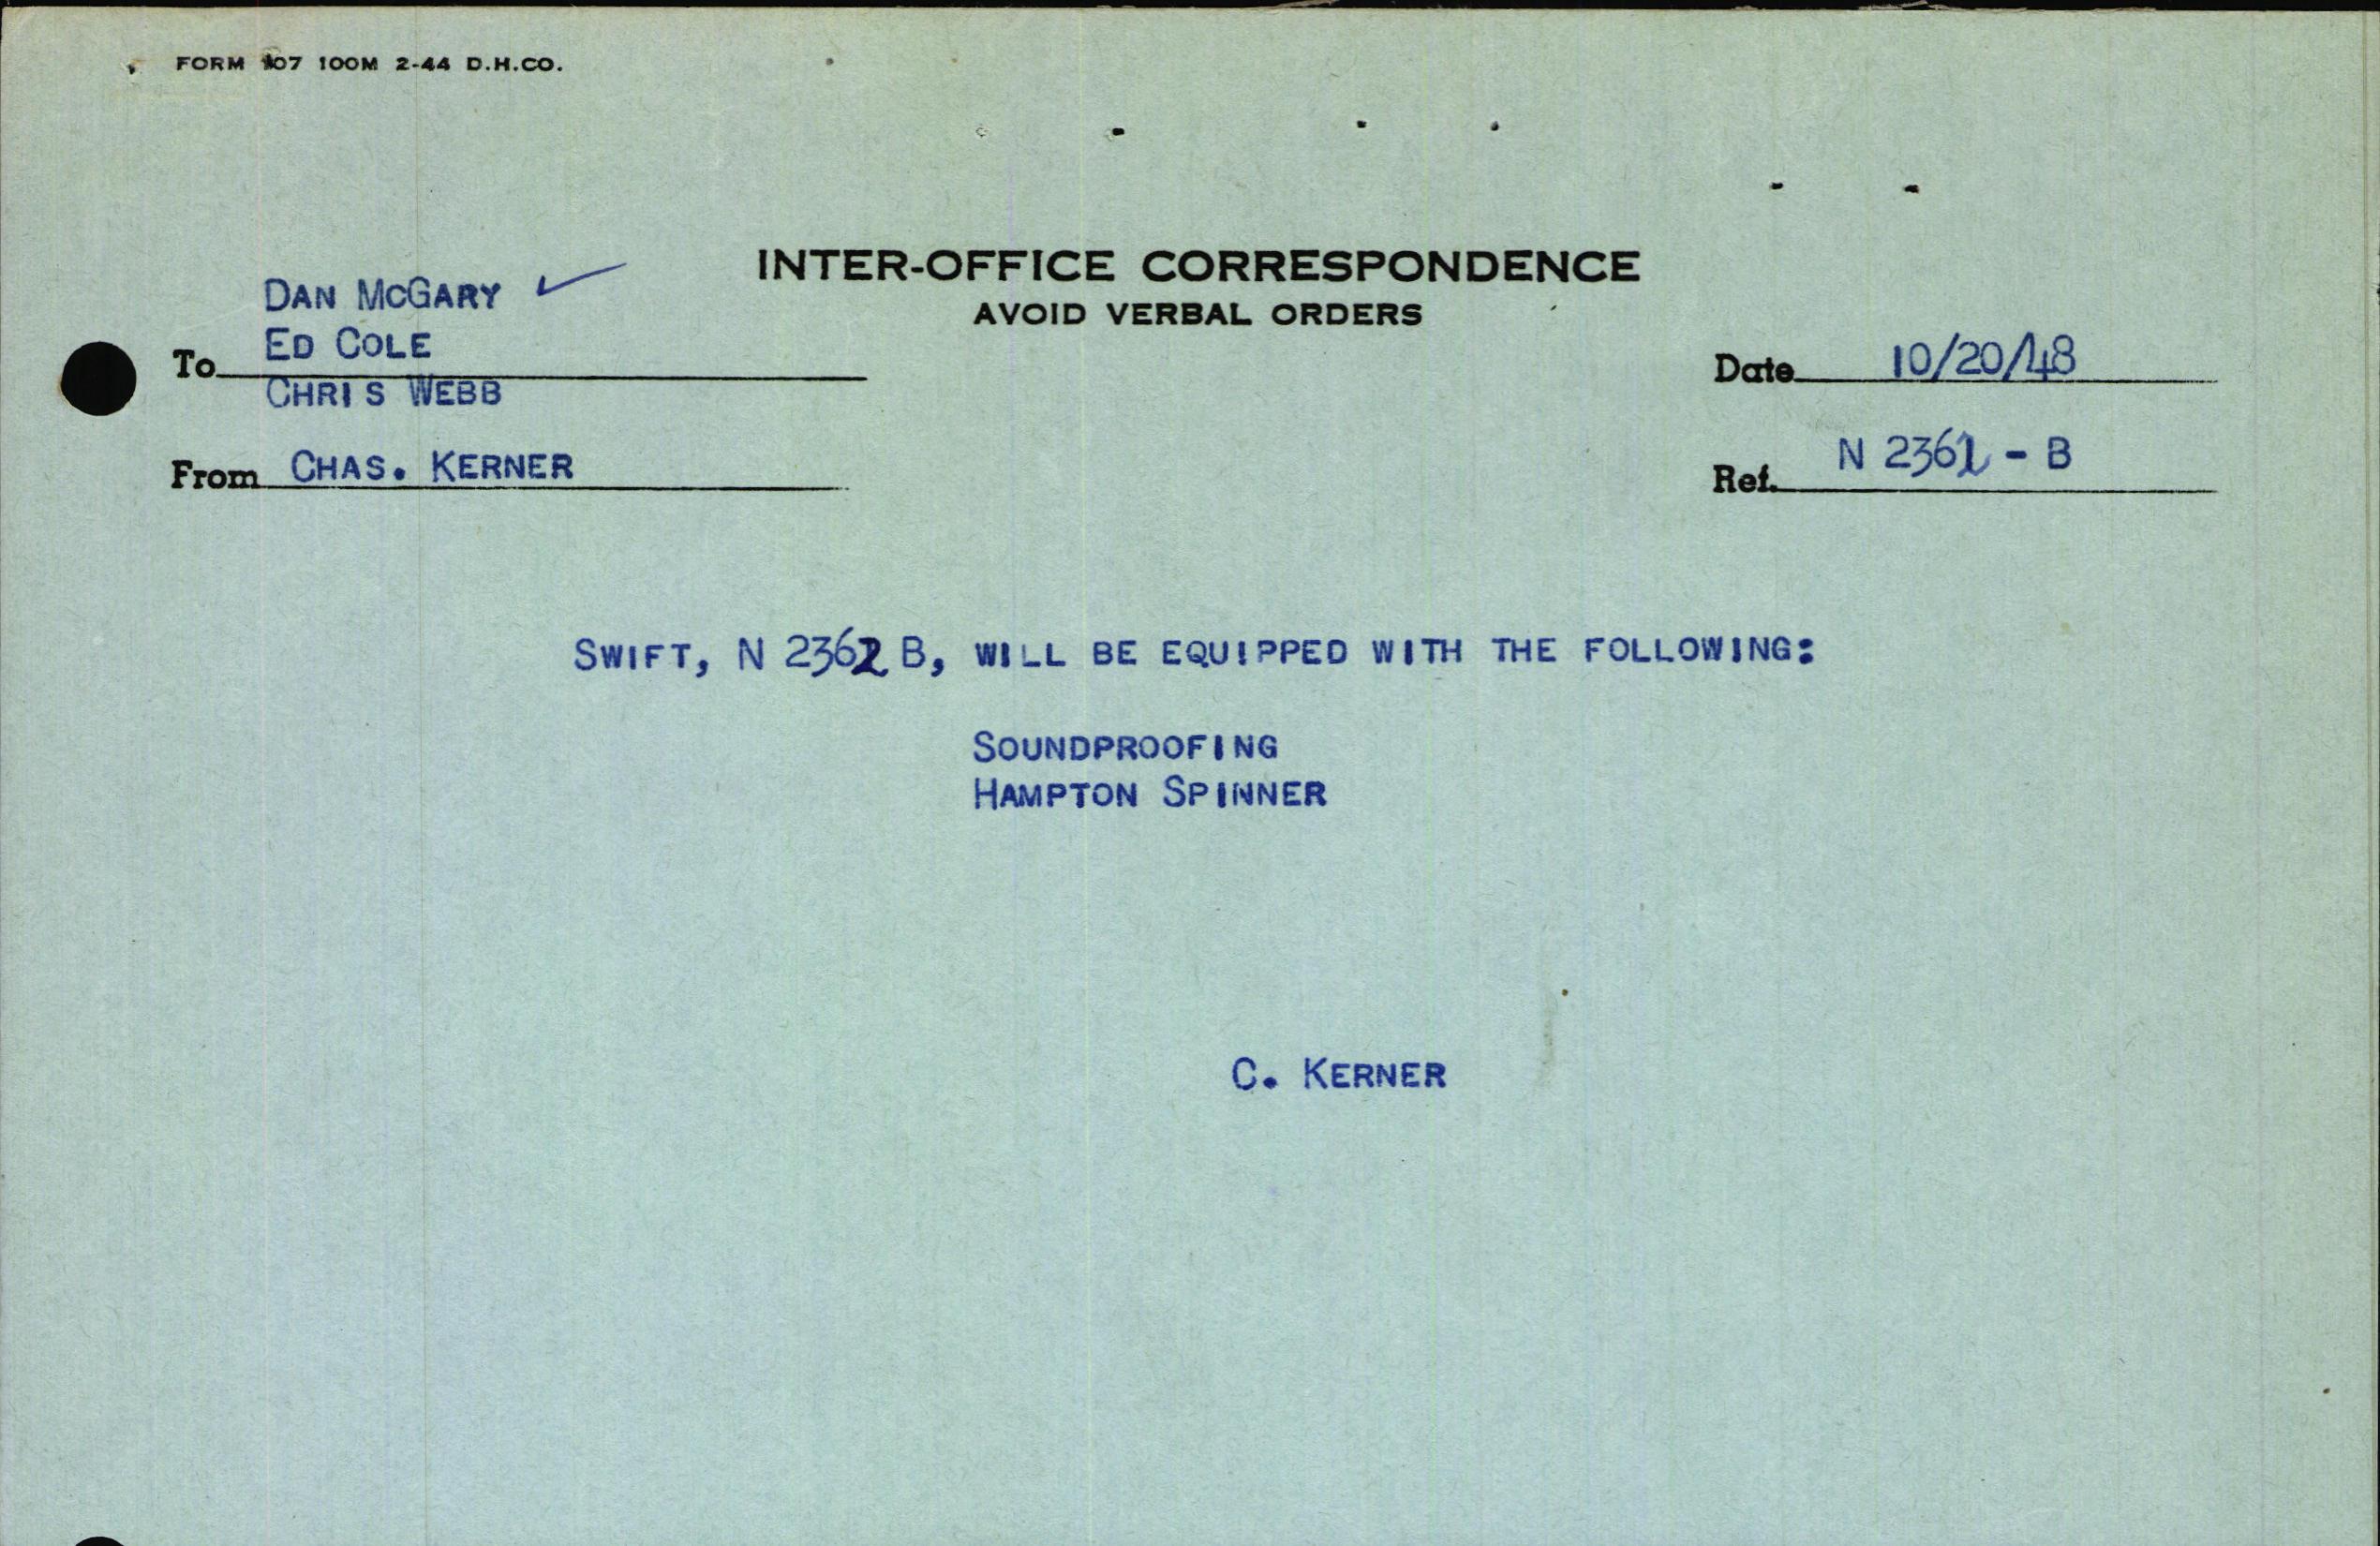 FORM 107 100M 2-44 D.H.CO.
INTER-OFFICE CORRESPONDENCE
AVOID VERBAL ORDERS
DAN MCGARY ✓
To ED COLE
CHRIS WEBB
Date 10/20/48
From CHAS. KERNER
Ref. N 2362 - B
SWIFT, N 2362 B, WILL BE EQUIPPED WITH THE FOLLOWING:
SOUNDPROOFING
HAMPTON SPINNER
C. KERNER